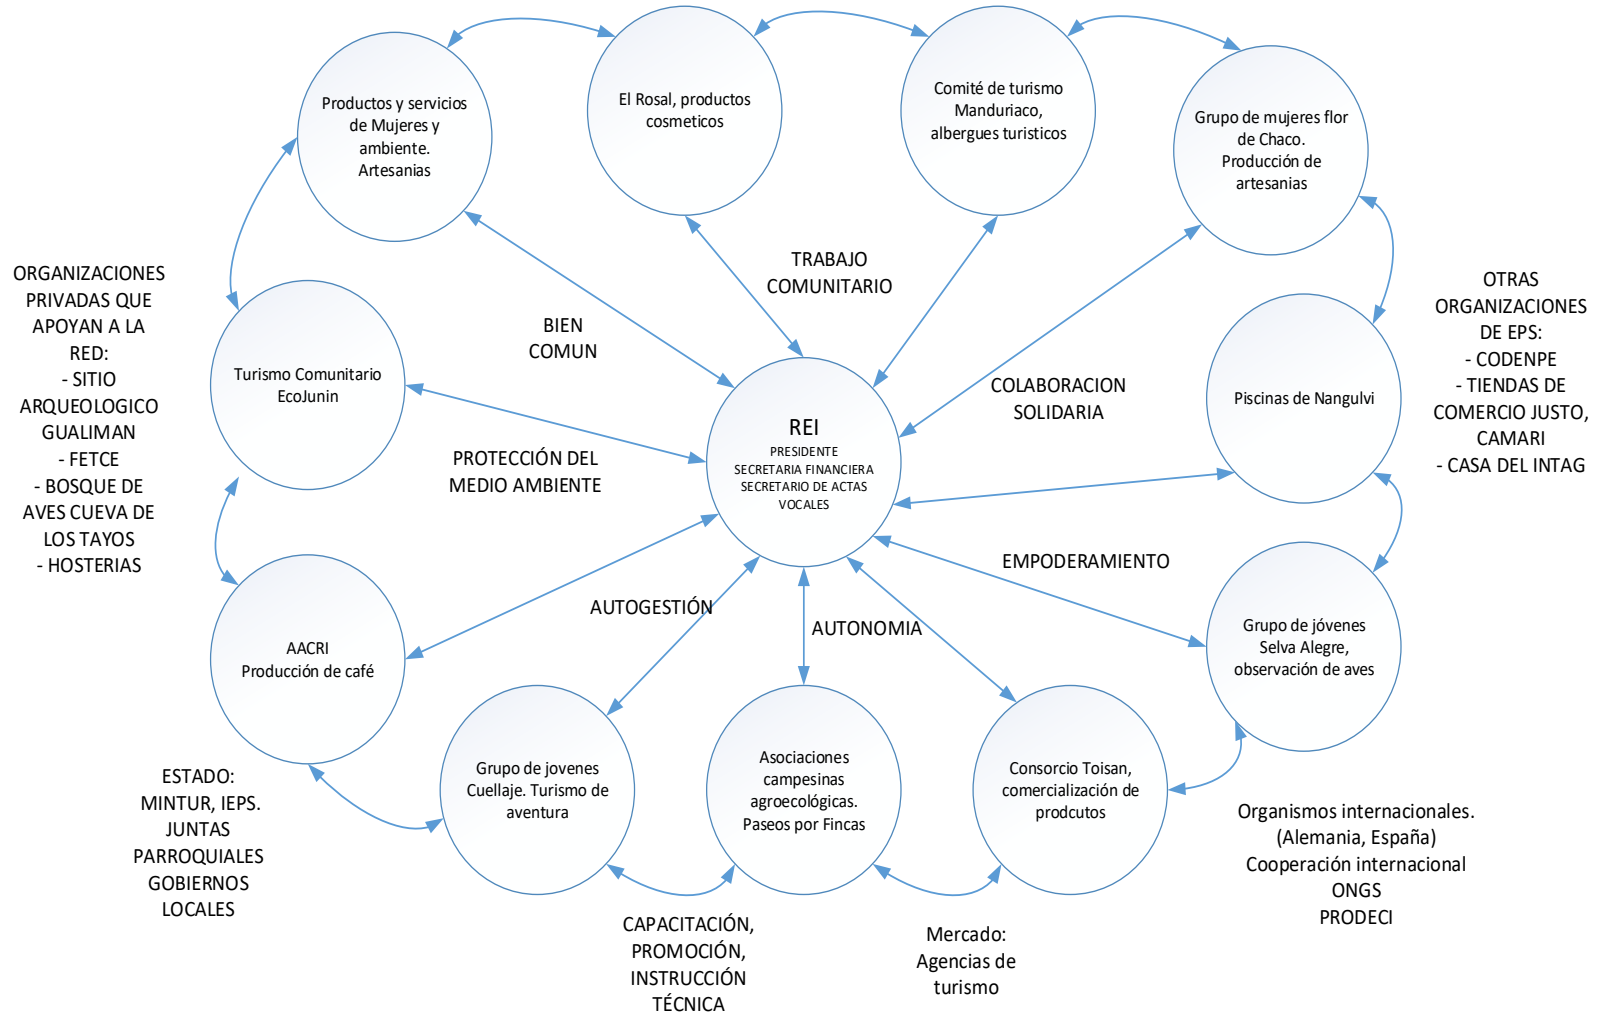 Productos y servicios
de Mujeres y
ambiente.
Artesanias
El Rosal, productos
cosmeticos
Comité de turismo
Manduriaco,
albergues turisticos
Grupo de mujeres flor
de Chaco.
Producción de
artesanias
ORGANIZACIONES
PRIVADAS QUE
APOYAN A LA
RED:
- SITIO
ARQUEOLOGICO
GUALIMAN
- FETCE
- BOSQUE DE
AVES CUEVA DE
LOS TAYOS
- HOSTERIAS
TRABAJO
COMUNITARIO
BIEN
COMUN
OTRAS
ORGANIZACIONES
DE EPS:
- CODENPE
- TIENDAS DE
COMERCIO JUSTO,
CAMARI
- CASA DEL INTAG
Turismo Comunitario
EcoJunin
COLABORACION
SOLIDARIA
Piscinas de Nangulvi
REI
PRESIDENTE
SECRETARIA FINANCIERA
SECRETARIO DE ACTAS
VOCALES
PROTECCIÓN DEL
MEDIO AMBIENTE
EMPODERAMIENTO
AUTOGESTIÓN
AUTONOMIA
AACRI
Producción de café
Grupo de jóvenes
Selva Alegre,
observación de aves
Grupo de jovenes
Cuellaje. Turismo de
aventura
Asociaciones
campesinas
agroecológicas.
Paseos por Fincas
Consorcio Toisan,
comercialización de
prodcutos
ESTADO:
MINTUR, IEPS.
JUNTAS
PARROQUIALES
GOBIERNOS
LOCALES
Organismos internacionales.
(Alemania, España)
Cooperación internacional
ONGS
PRODECI
CAPACITACIÓN,
PROMOCIÓN,
INSTRUCCIÓN
TÉCNICA
Mercado:
Agencias de
turismo